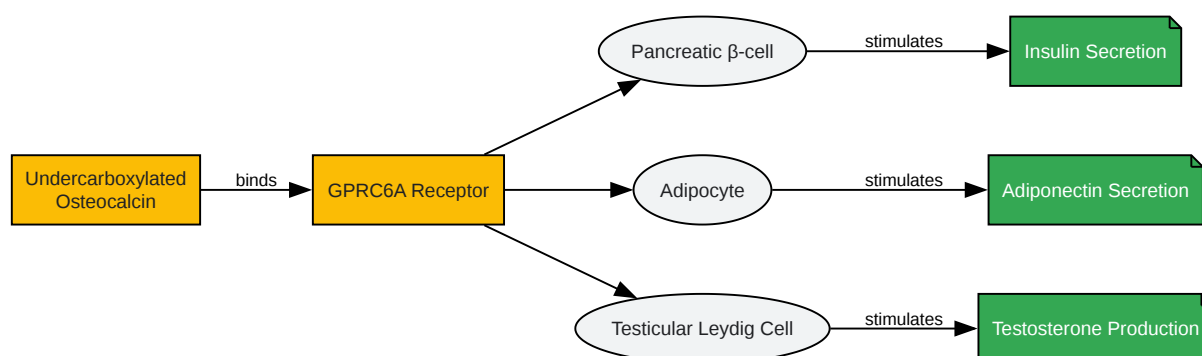 Pancreatic β-cell
stimulates
Insulin Secretion
Undercarboxylated
Osteocalcin
binds
GPRC6A Receptor
Adipocyte
stimulates
Adiponectin Secretion
Testicular Leydig Cell
stimulates
Testosterone Production